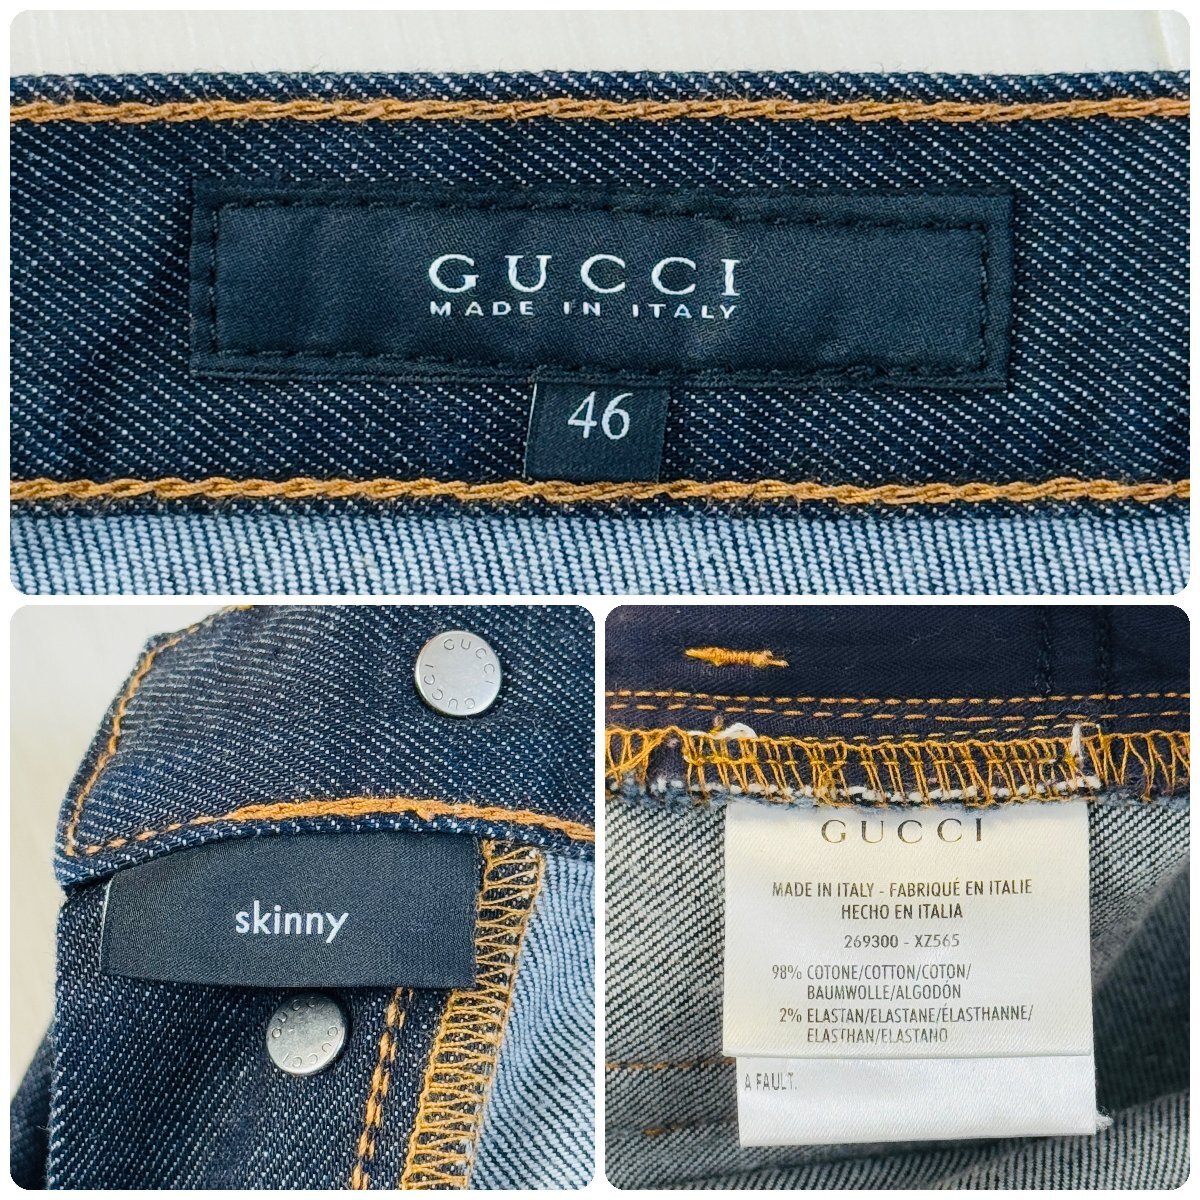 GUCCI
MADE IN ITALY
46
GUCCI GUCCI
skinny
GUCCI GUCCI
GUCCI
MADE IN ITALY - FABRIQUÉ EN ITALIE
HECHO EN ITALIA
269300 - XZ565
98% COTONE/COTTON/COTON/
BAUMWOLLE/ALGODÓN
2% ELASTAN/ELASTANE/ÉLASTHANNE/
ELASTHAN/ELASTANO
A FAULT.